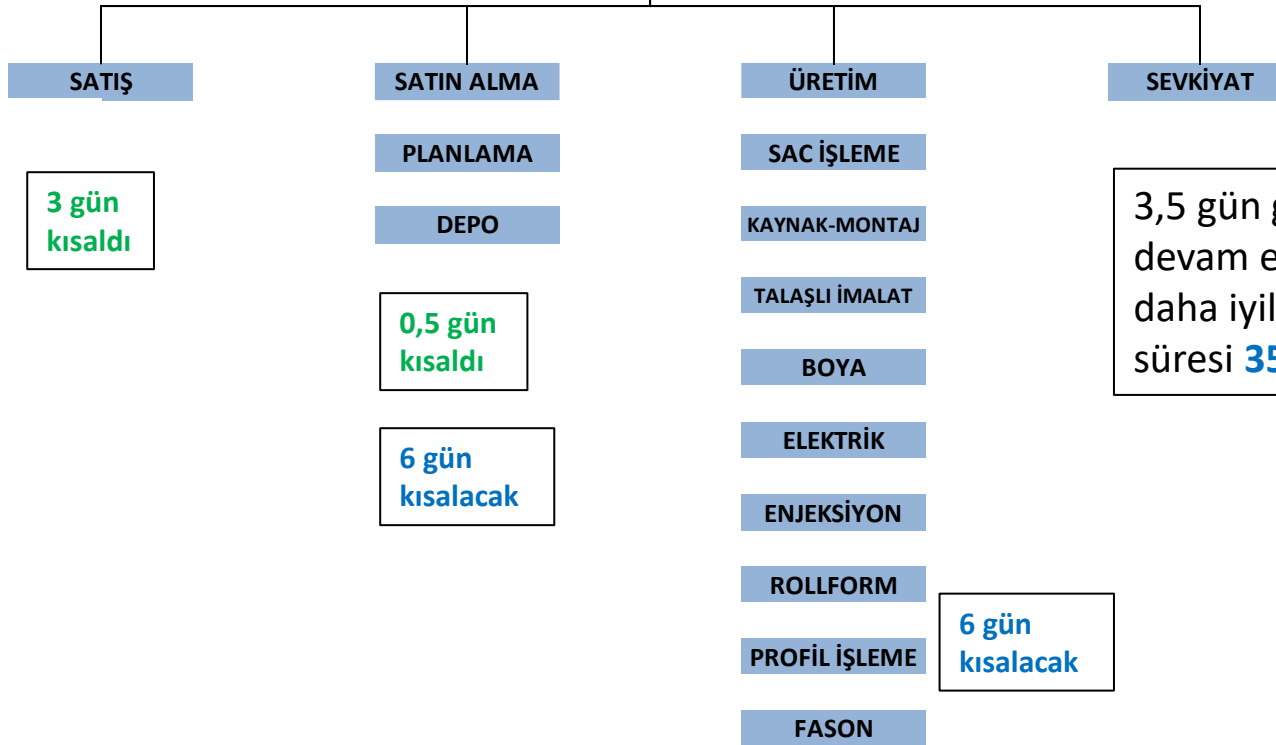 SATIŞ
3 gün
kısaldı
SATIN ALMA
PLANLAMA
DEPO
0,5 gün
kısaldı
6 gün
kısalacak
ÜRETİM
SAC İŞLEME
KAYNAK-MONTAJ
TALAŞLI İMALAT
BOYA
ELEKTRİK
ENJEKSİYON
ROLLFORM
PROFİL İŞLEME
FASON
6 gün
kısalacak
SEVKİYAT
3,5 gün
devam
daha
süresi